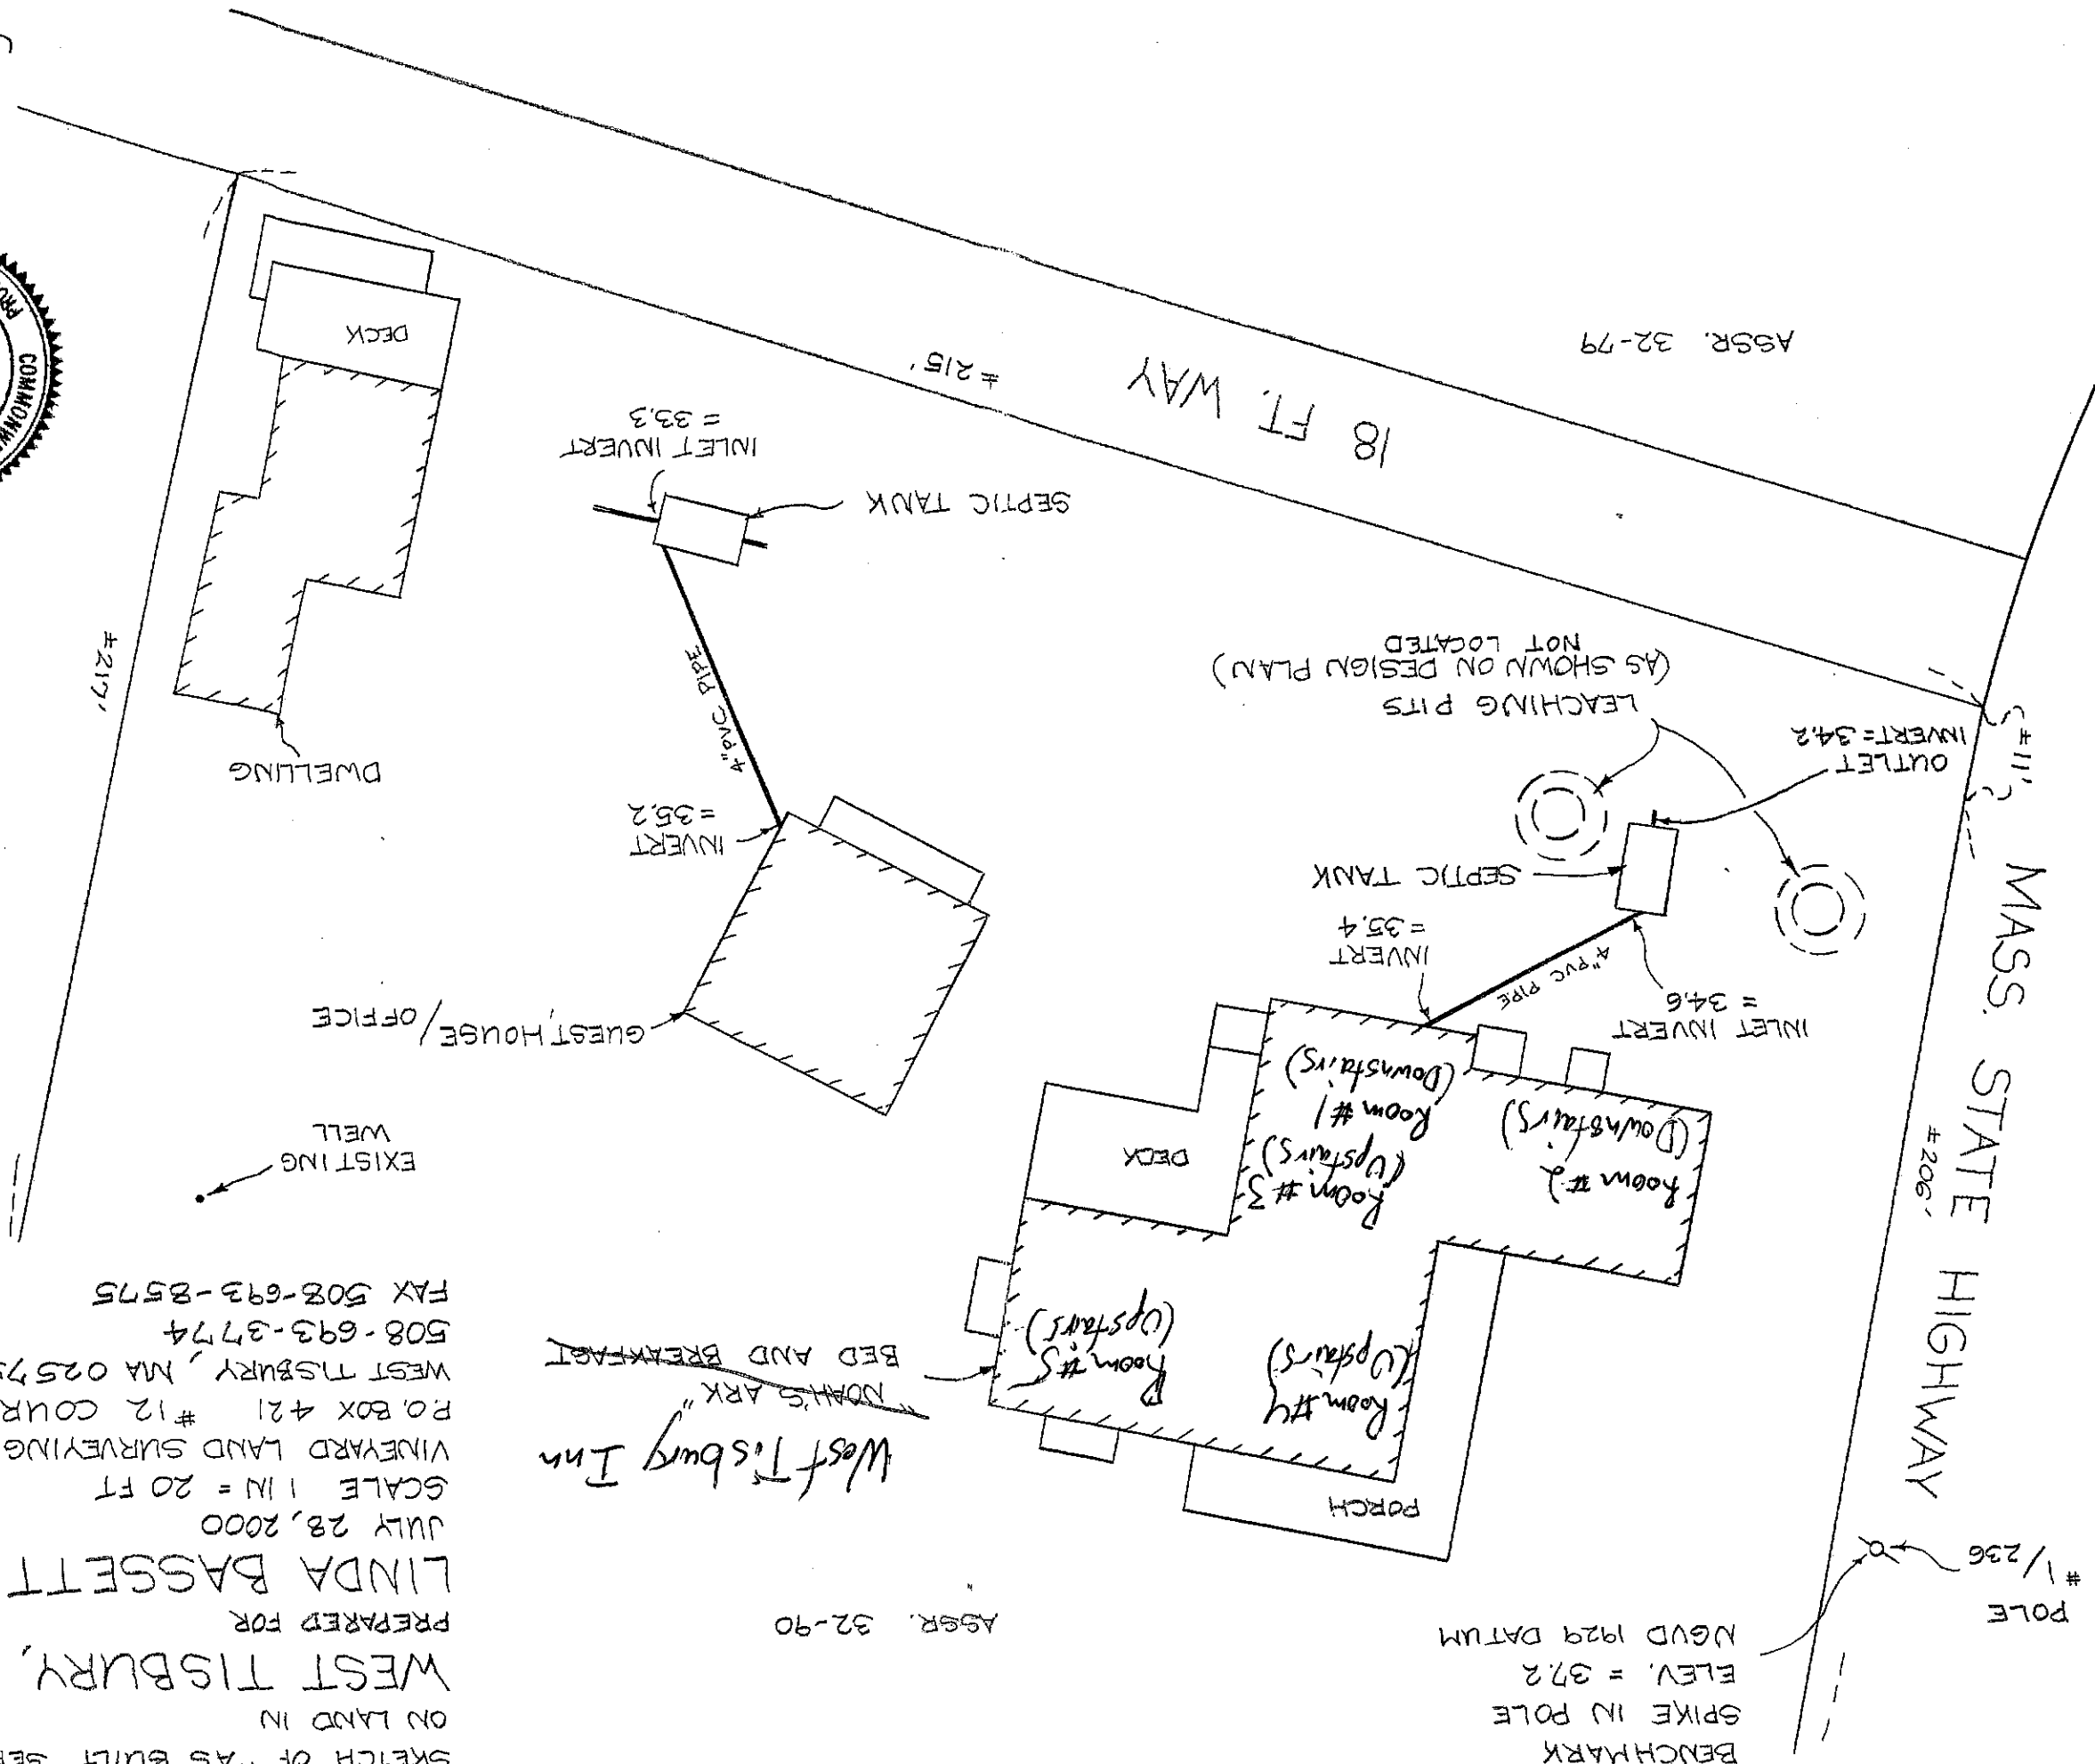 SKETCH OF "AS BUILT" SE
ON LAND IN
WEST TISBURY,
PREPARED FOR
LINDA BASSETT
JULY 28, 2000
SCALE 1 IN = 20 FT
VINEYARD LAND SURVEYING
P.O. BOX 421 #12 COUR
WEST TISBURY, MA 0257
508-693-3774
FAX 508-693-8575
BENCHMARK
SPIKE IN POLE
ELEV. = 37.2
NGVD 1929 DATUM
POLE
#1/236
ASSR. 32-90
MASS. STATE HIGHWAY
±206'
±11'
PORCH
Room #4
(Upstairs)
Room #5
(Upstairs)
West Tisbury Inn
"NOAH'S ARK"
BED AND BREAKFAST
Room #2
(Downstairs)
Room #3
(Upstairs)
Room #1
(Downstairs)
DECK
EXISTING
WELL
INLET INVERT
= 34.6
4" PVC PIPE
INVERT
= 35.4
SEPTIC TANK
OUTLET
INVERT = 34.2
LEACHING PITS
(AS SHOWN ON DESIGN PLAN)
NOT LOCATED
GUEST HOUSE/OFFICE
INVERT
= 35.2
4" PVC PIPE
DWELLING
±217'
SEPTIC TANK
INLET INVERT
= 33.3
DECK
18 FT. WAY
±215'
ASSR. 32-79
COMMONW
PRO